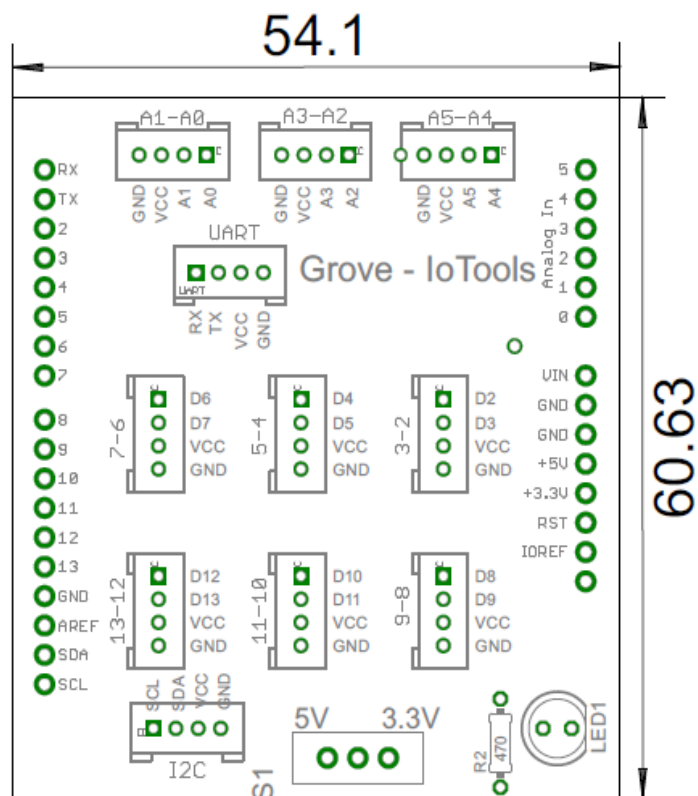 54.1
60.63
A1-A0
A3-A2
A5-A4
GND VCC A1 A0
GND VCC A3 A2
GND VCC A5 A4
UART
UART
RX TX VCC GND
Grove - IoTools
RX
TX
2
3
4
5
6
7
8
9
10
11
12
13
GND
AREF
SDA
SCL
Analog In
5
4
3
2
1
0
VIN
GND
GND
+5V
+3.3V
RST
IOREF
7-6
D6
D7
VCC
GND
5-4
D4
D5
VCC
GND
3-2
D2
D3
VCC
GND
13-12
D12
D13
VCC
GND
11-10
D10
D11
VCC
GND
9-8
D8
D9
VCC
GND
SCL SDA VCC GND
I2C
5V 3.3V
S1
R2
470
LED1